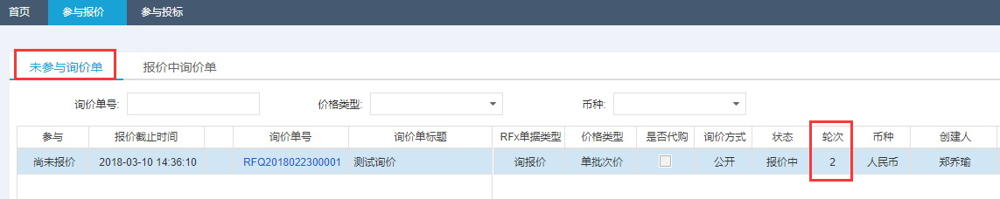 首页 参与报价 参与投标
未参与询价单 报价中询价单
询价单号: 价格类型: 币种:
参与 报价截止时间 询价单号 询价单标题 RFx单据类型 价格类型 是否代购 询价方式 状态 轮次 币种 创建人
尚未报价 2018-03-10 14:36:10 RFQ2018022300001 测试询价 询报价 单批次价 公开 报价中 2 人民币 郑乔瑜